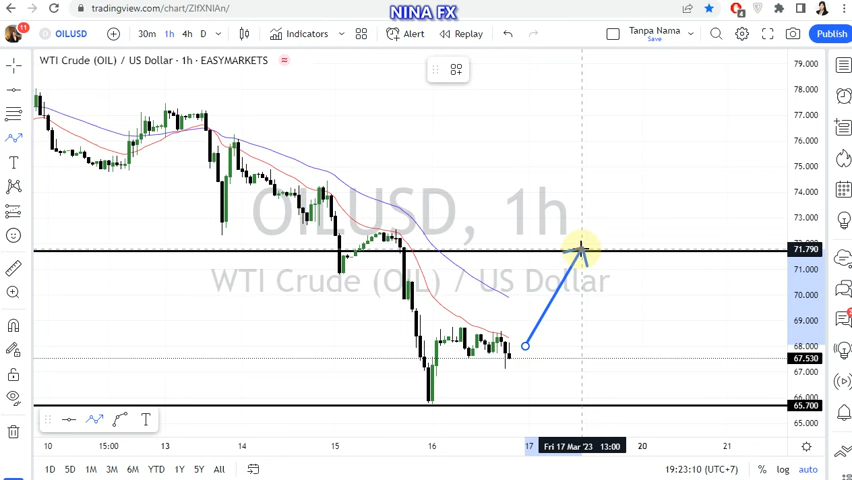 NINA FX
tradingview.com/chart/ZIfXNIAn/
4
11
OILUSD
30m 1h 4h D
Indicators
Alert
Replay
Tanpa Nama
Save
Publish
WTI Crude (OIL) / US Dollar · 1h · EASYMARKETS
79.000
78.000
77.000
76.000
75.000
74.000
73.000
71.790
71.000
70.000
69.000
68.000
67.530
67.000
65.700
65.000
OILUSD, 1h
WTI Crude (OIL) / US Dollar
T
T
10 15:00 13 14 15 16 17 Fri 17 Mar '23 13:00 20 21
1D 5D 1M 3M 6M YTD 1Y 5Y All
19:23:10 (UTC+7) % log auto